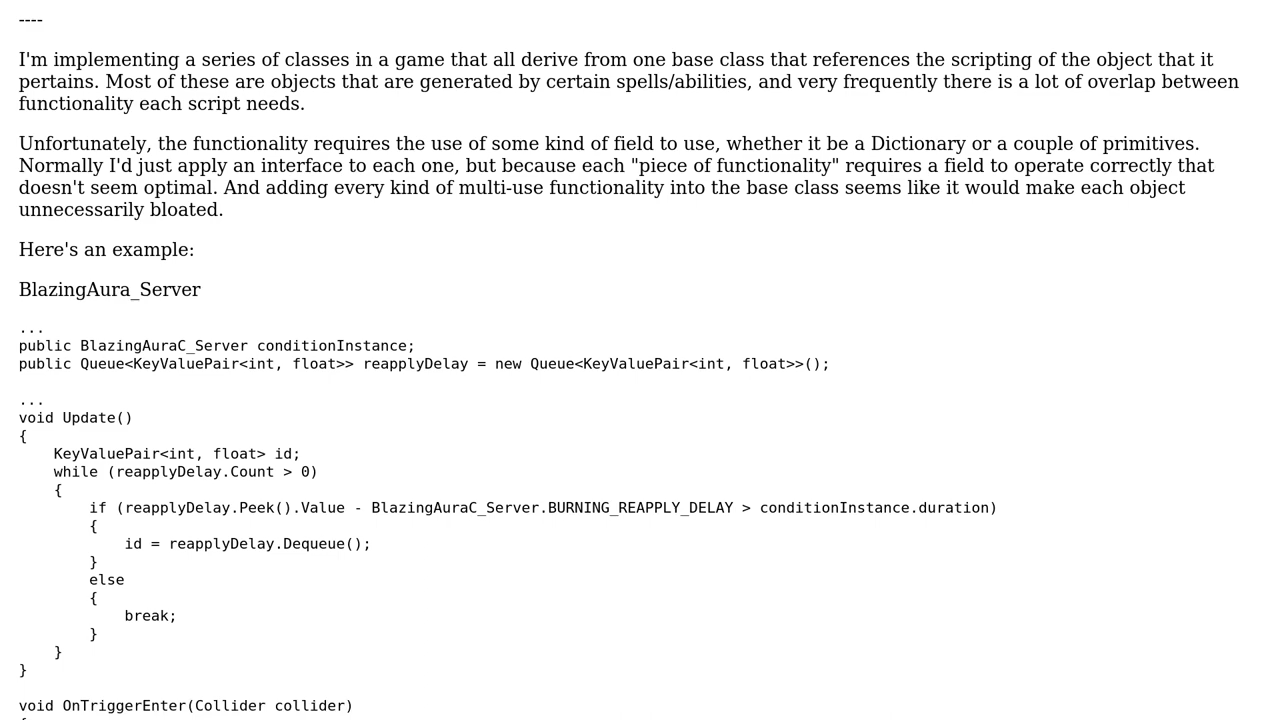 ----
I'm implementing a series of classes in a game that all derive from one base class that references the scripting of the object that it
pertains. Most of these are objects that are generated by certain spells/abilities, and very frequently there is a lot of overlap between
functionality each script needs.
Unfortunately, the functionality requires the use of some kind of field to use, whether it be a Dictionary or a couple of primitives.
Normally I'd just apply an interface to each one, but because each "piece of functionality" requires a field to operate correctly that
doesn't seem optimal. And adding every kind of multi-use functionality into the base class seems like it would make each object
unnecessarily bloated.
Here's an example:
BlazingAura_Server
...
public BlazingAuraC_Server conditionInstance;
public Queue<KeyValuePair<int, float>> reapplyDelay = new Queue<KeyValuePair<int, float>>();
...
void Update()
{
    KeyValuePair<int, float> id;
    while (reapplyDelay.Count > 0)
    {
        if (reapplyDelay.Peek().Value - BlazingAuraC_Server.BURNING_REAPPLY_DELAY > conditionInstance.duration)
        {
            id = reapplyDelay.Dequeue();
        }
        else
        {
            break;
        }
    }
}
void OnTriggerEnter(Collider collider)